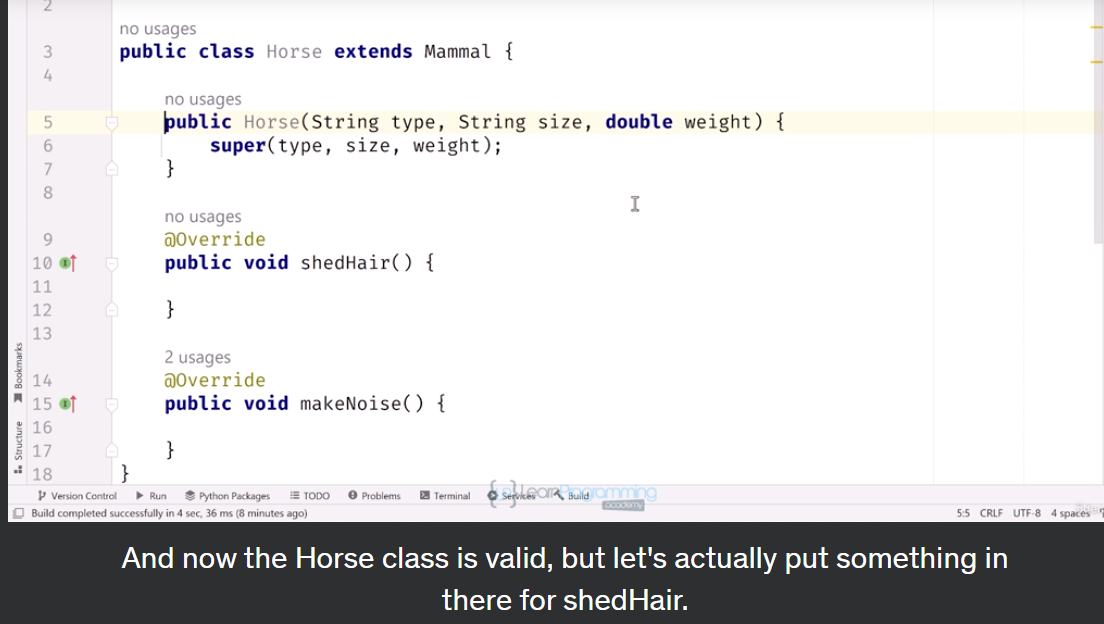 2
no usages
3 public class Horse extends Mammal {
4
no usages
5 public Horse(String type, String size, double weight) {
6 super(type, size, weight);
7 }
8
no usages
9 @Override
10 public void shedHair() {
11
12 }
13
2 usages
14 @Override
15 public void makeNoise() {
16
17 }
18 }
Bookmarks
Structure
Version Control Run Python Packages TODO Problems Terminal Services Build
LearnProgramming
academy
Build completed successfully in 4 sec, 36 ms (8 minutes ago) 5:5 CRLF UTF-8 4 spaces
And now the Horse class is valid, but let's actually put something in
there for shedHair.